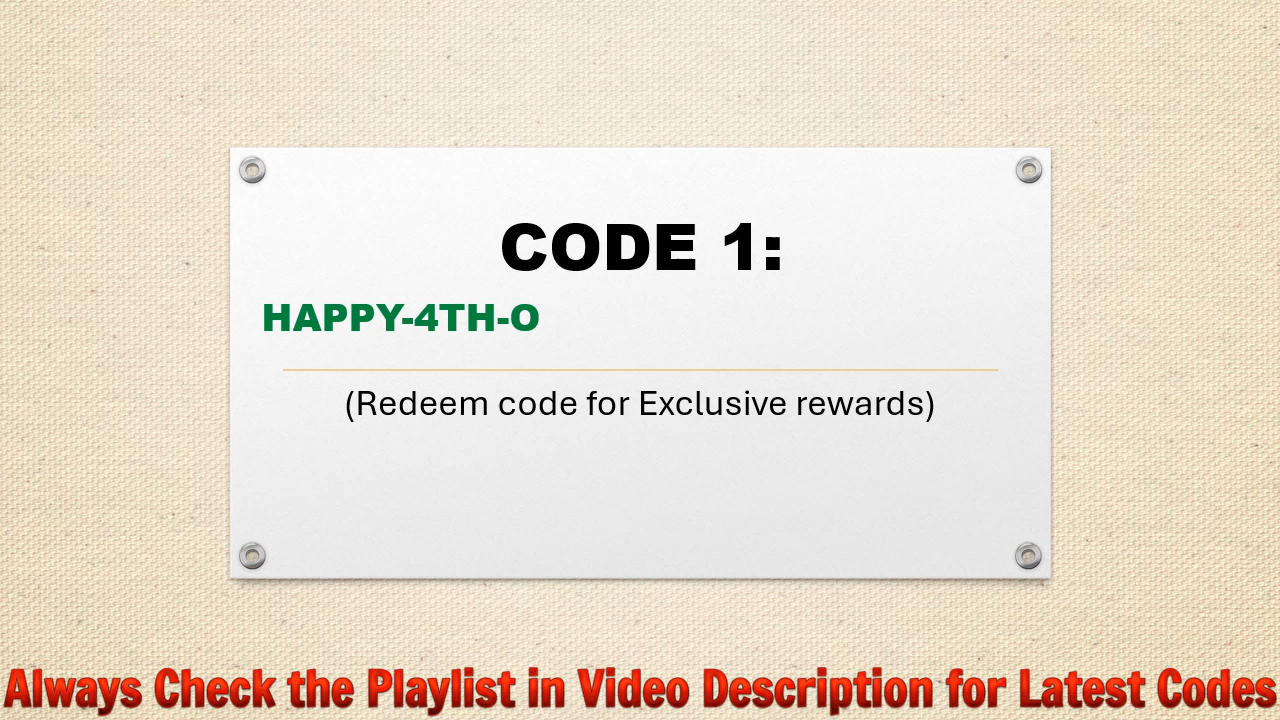 CODE 1:
HAPPY-4TH-O
(Redeem code for Exclusive rewards)
Always Check the Playlist in Video Description for Latest Codes